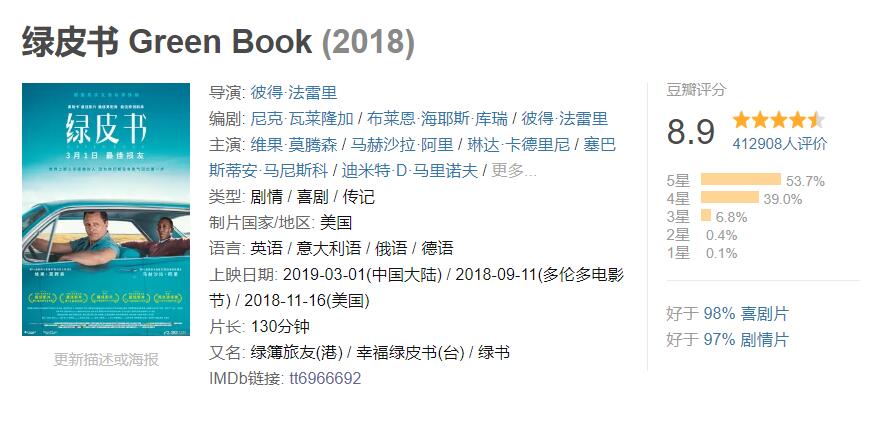 绿皮书 Green Book (2018)
绿皮书
3月1日 最佳损友
导演: 彼得·法雷里
编剧: 尼克·瓦莱隆加 / 布莱恩·海耶斯·库瑞 / 彼得·法雷里
主演: 维果·莫腾森 / 马赫沙拉·阿里 / 琳达·卡德里尼 / 塞巴
斯蒂安·马尼斯科 / 迪米特·D·马里诺夫 / 更多...
类型: 剧情 / 喜剧 / 传记
制片国家/地区: 美国
语言: 英语 / 意大利语 / 俄语 / 德语
上映日期: 2019-03-01(中国大陆) / 2018-09-11(多伦多电影
节) / 2018-11-16(美国)
片长: 130分钟
又名: 绿簿旅友(港) / 幸福绿皮书(台) / 绿书
IMDb链接: tt6966692
更新描述或海报
豆瓣评分
8.9
412908人评价
5星 53.7%
4星 39.0%
3星 6.8%
2星 0.4%
1星 0.1%
好于 98% 喜剧片
好于 97% 剧情片